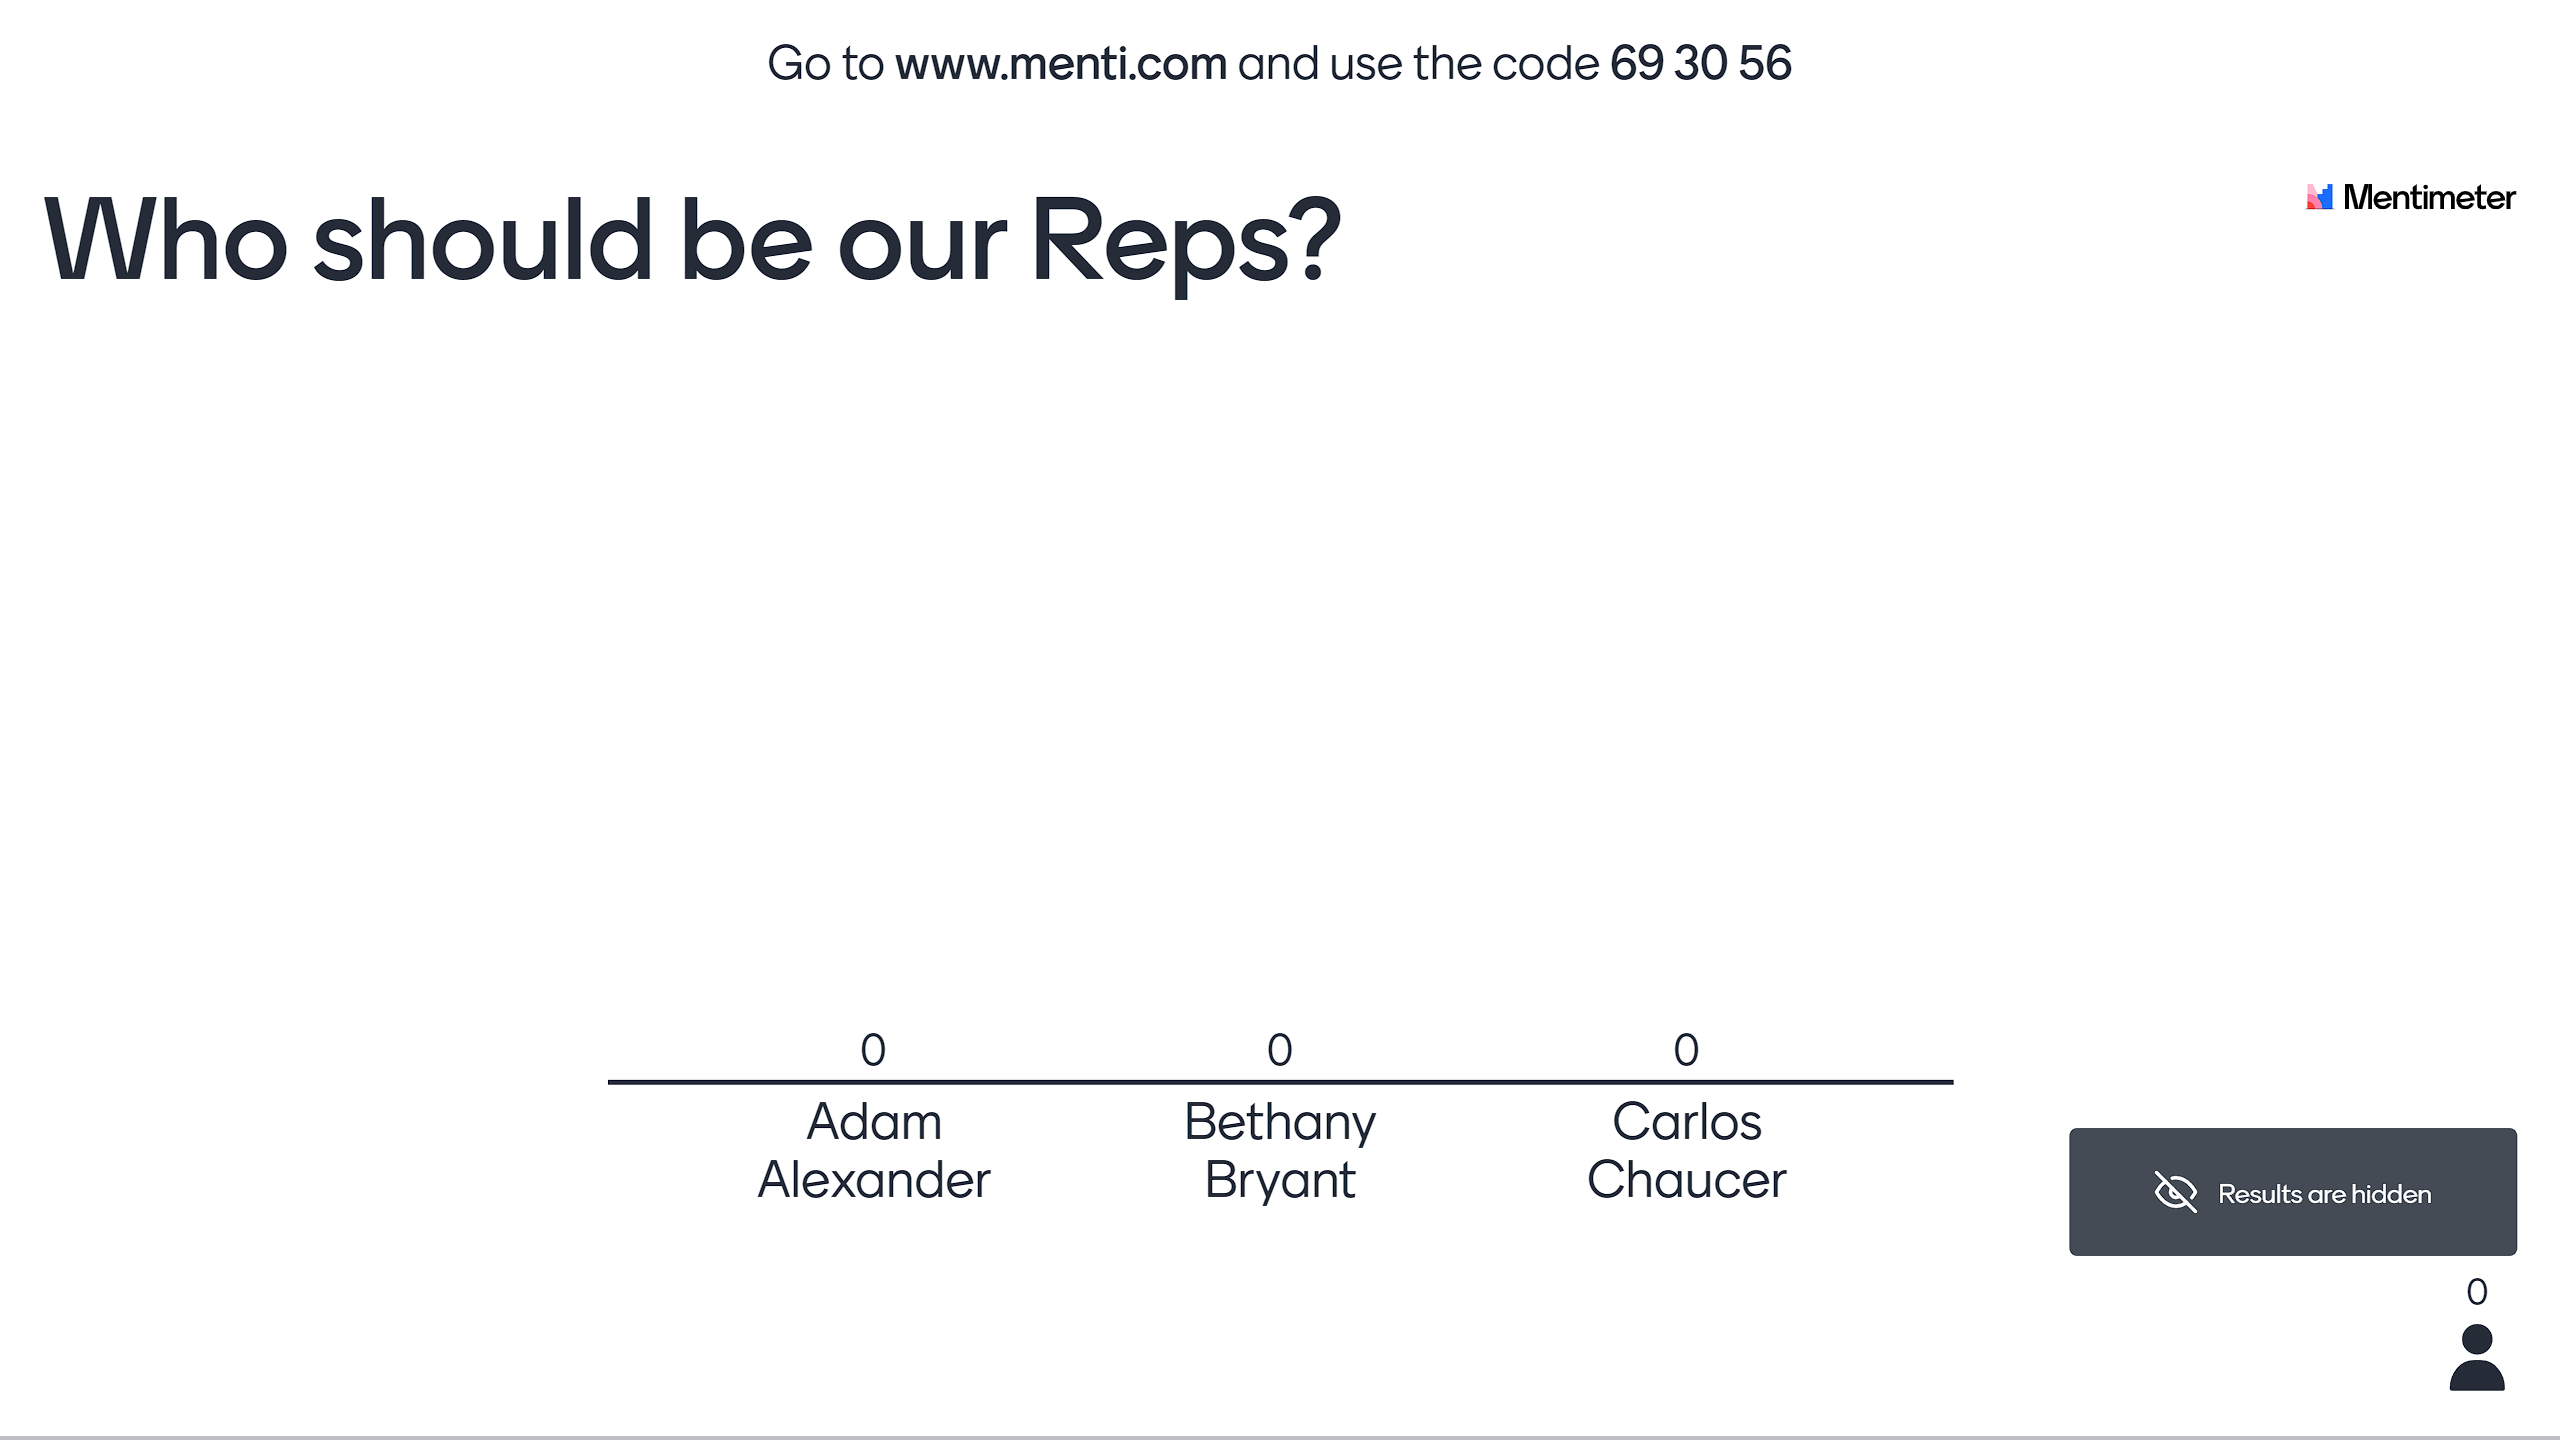 Go to www.menti.com and use the code 69 30 56
Who should be our Reps?
Mentimeter
0
0
0
Adam
Alexander
Bethany
Bryant
Carlos
Chaucer
Results are hidden
0